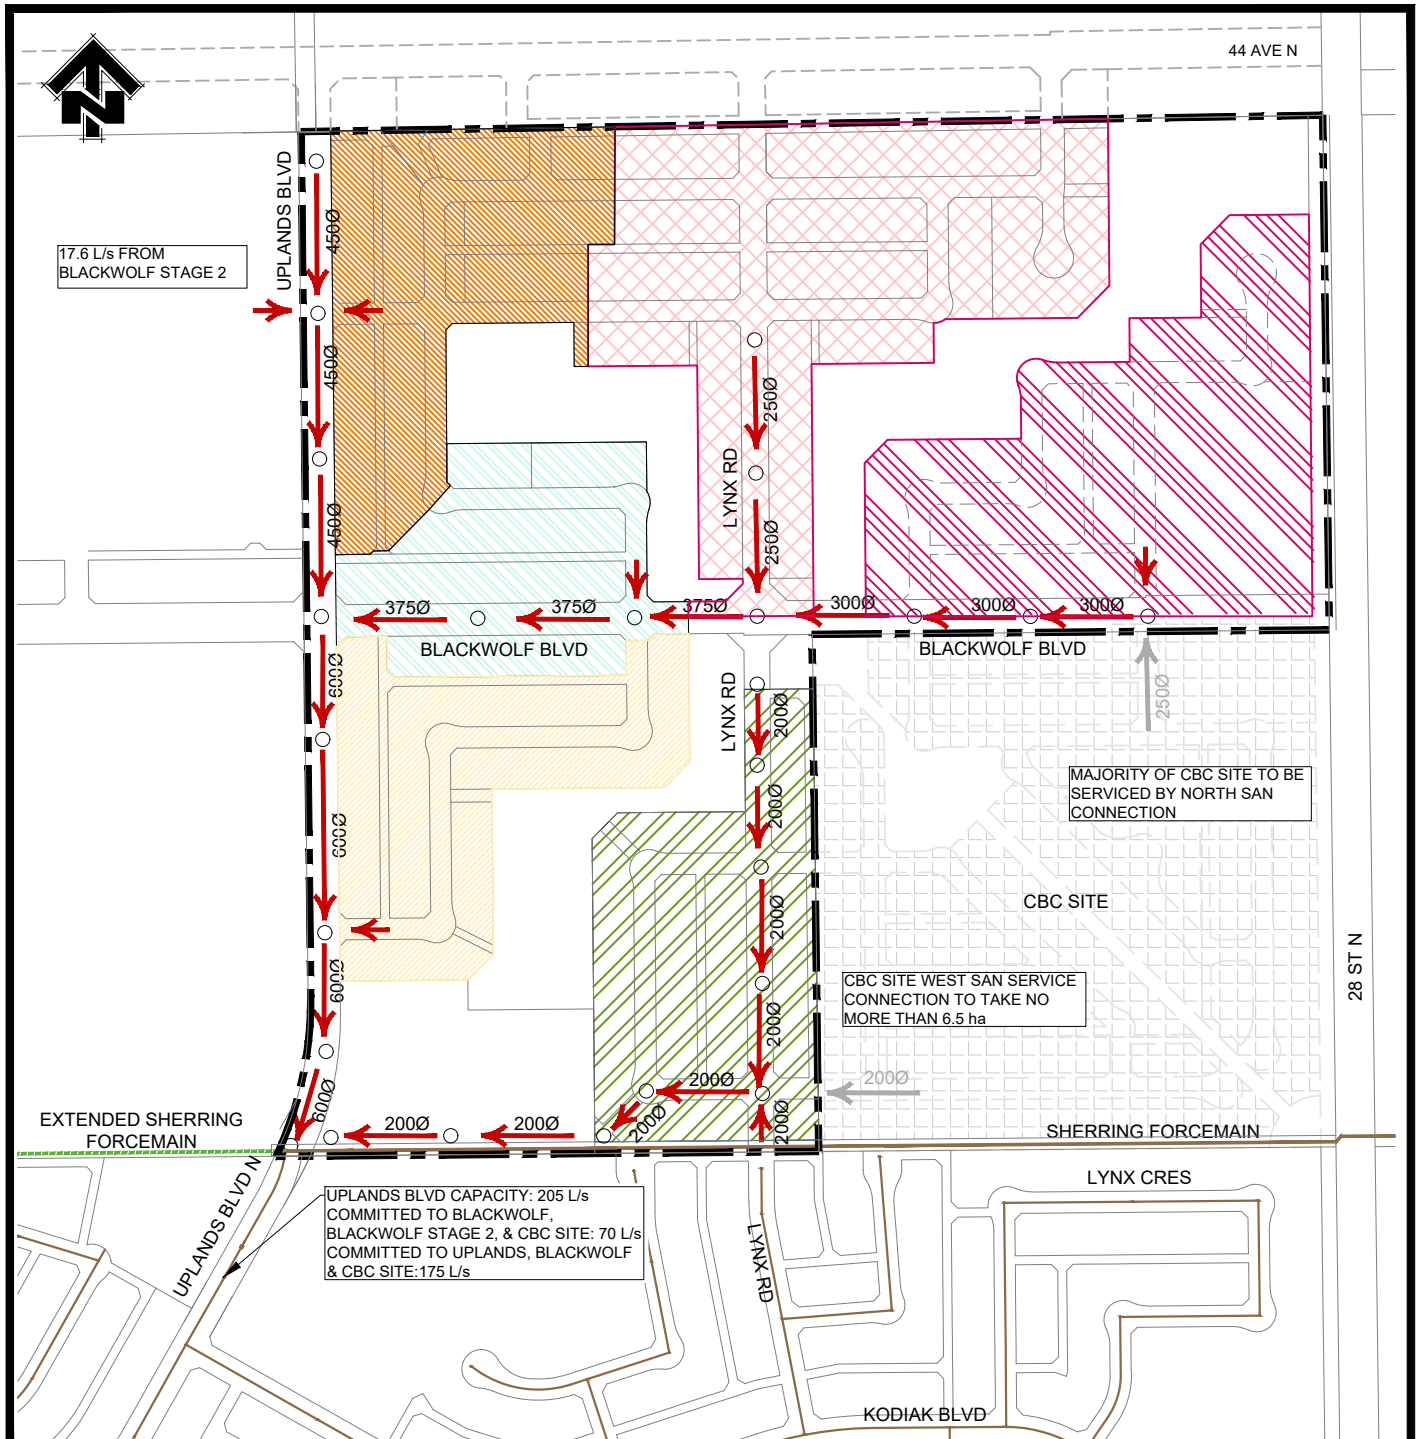 44 AVE N
N
UPLANDS BLVD
450Ø
17.6 L/s FROM
BLACKWOLF STAGE 2
450Ø
250Ø
LYNX RD
450Ø
250Ø
375Ø
375Ø
375Ø
300Ø
300Ø
300Ø
BLACKWOLF BLVD
BLACKWOLF BLVD
600Ø
LYNX RD
200Ø
250Ø
MAJORITY OF CBC SITE TO BE
SERVICED BY NORTH SAN
CONNECTION
600Ø
200Ø
CBC SITE
200Ø
28 ST N
600Ø
CBC SITE WEST SAN SERVICE
CONNECTION TO TAKE NO
MORE THAN 6.5 ha
200Ø
200Ø
200Ø
600Ø
200Ø
200Ø
200Ø
200Ø
EXTENDED SHERRING
FORCEMAIN
SHERRING FORCEMAIN
UPLANDS BLVD N
LYNX CRES
UPLANDS BLVD CAPACITY: 205 L/s
COMMITTED TO BLACKWOLF,
BLACKWOLF STAGE 2, & CBC SITE: 70 L/s
COMMITTED TO UPLANDS, BLACKWOLF
& CBC SITE:175 L/s
LYNX RD
KODIAK BLVD